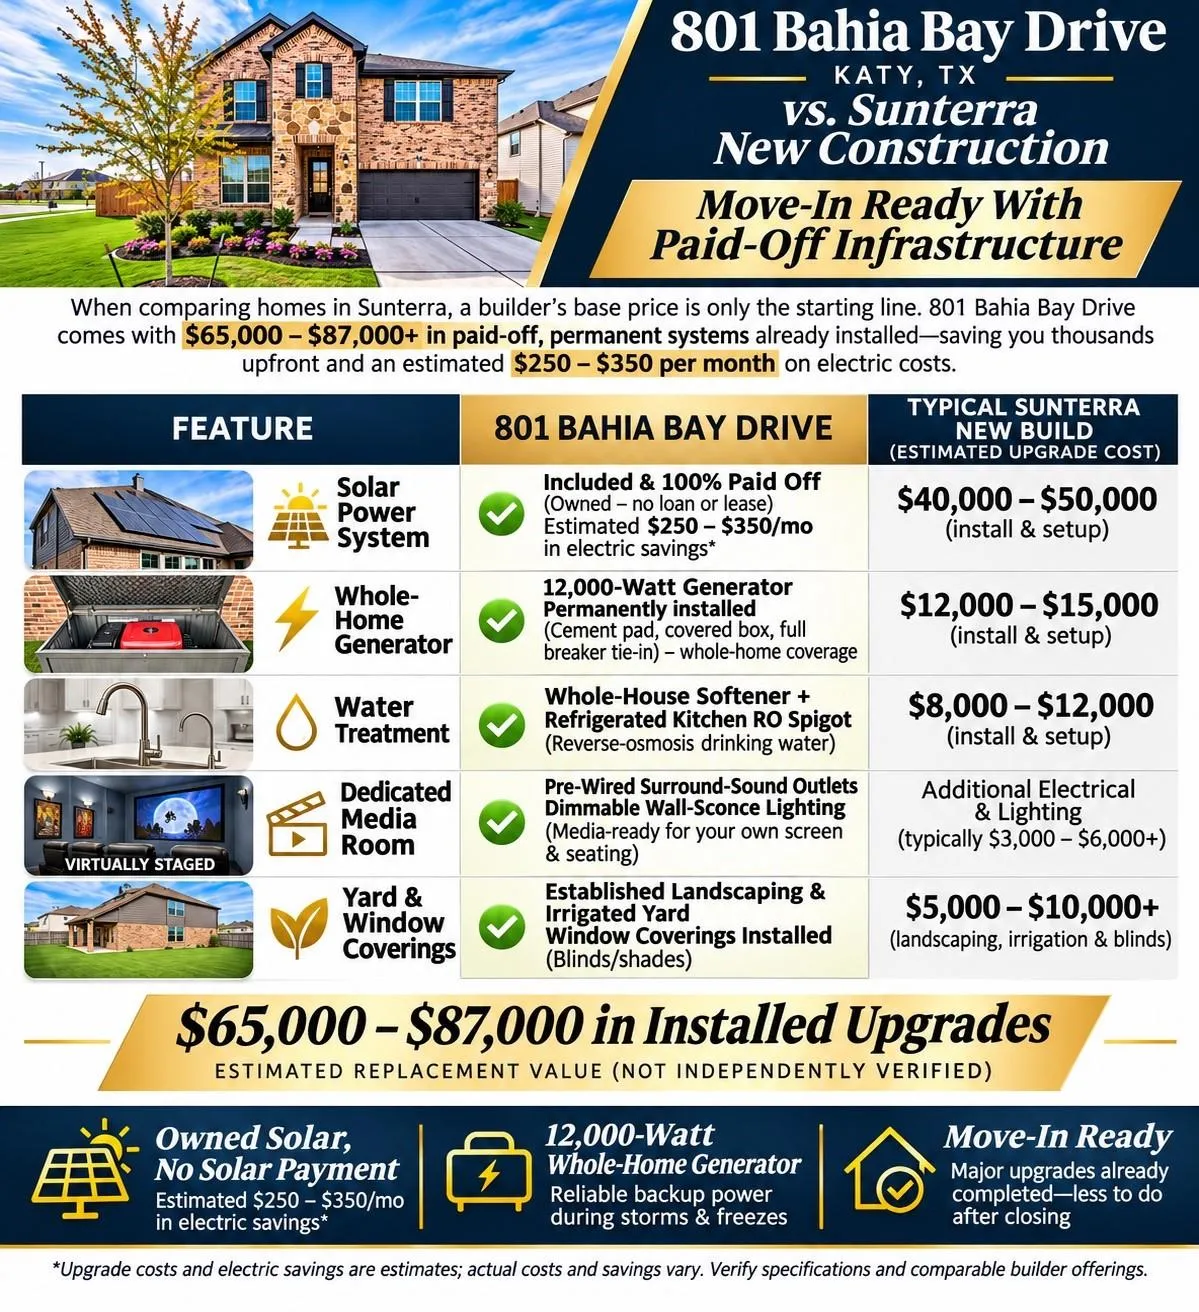 801 Bahia Bay Drive
KATY, TX
vs. Sunterra
New Construction
Move-In Ready With
Paid-Off Infrastructure
When comparing homes in Sunterra, a builder’s base price is only the starting line. 801 Bahia Bay Drive
comes with $65,000 – $87,000+ in paid-off, permanent systems already installed—saving you thousands
upfront and an estimated $250 – $350 per month on electric costs.
FEATURE
801 BAHIA BAY DRIVE
TYPICAL SUNTERRA
NEW BUILD
(ESTIMATED UPGRADE COST)
Solar
Power
System
Included & 100% Paid Off
(Owned – no loan or lease)
Estimated $250 – $350/mo
in electric savings*
$40,000 – $50,000
(install & setup)
Whole-
Home
Generator
12,000-Watt Generator
Permanently installed
(Cement pad, covered box, full
breaker tie-in) – whole-home coverage
$12,000 – $15,000
(install & setup)
Water
Treatment
Whole-House Softener +
Refrigerated Kitchen RO Spigot
(Reverse-osmosis drinking water)
$8,000 – $12,000
(install & setup)
VIRTUALLY STAGED
Dedicated
Media
Room
Pre-Wired Surround-Sound Outlets
Dimmable Wall-Sconce Lighting
(Media-ready for your own screen
& seating)
Additional Electrical
& Lighting
(typically $3,000 – $6,000+)
Yard &
Window
Coverings
Established Landscaping &
Irrigated Yard
Window Coverings Installed
(Blinds/shades)
$5,000 – $10,000+
(landscaping, irrigation & blinds)
$65,000 – $87,000 in Installed Upgrades
ESTIMATED REPLACEMENT VALUE (NOT INDEPENDENTLY VERIFIED)
Owned Solar,
No Solar Payment
Estimated $250 – $350/mo
in electric savings*
12,000-Watt
Whole-Home Generator
Reliable backup power
during storms & freezes
Move-In Ready
Major upgrades already
completed—less to do
after closing
*Upgrade costs and electric savings are estimates; actual costs and savings vary. Verify specifications and comparable builder offerings.